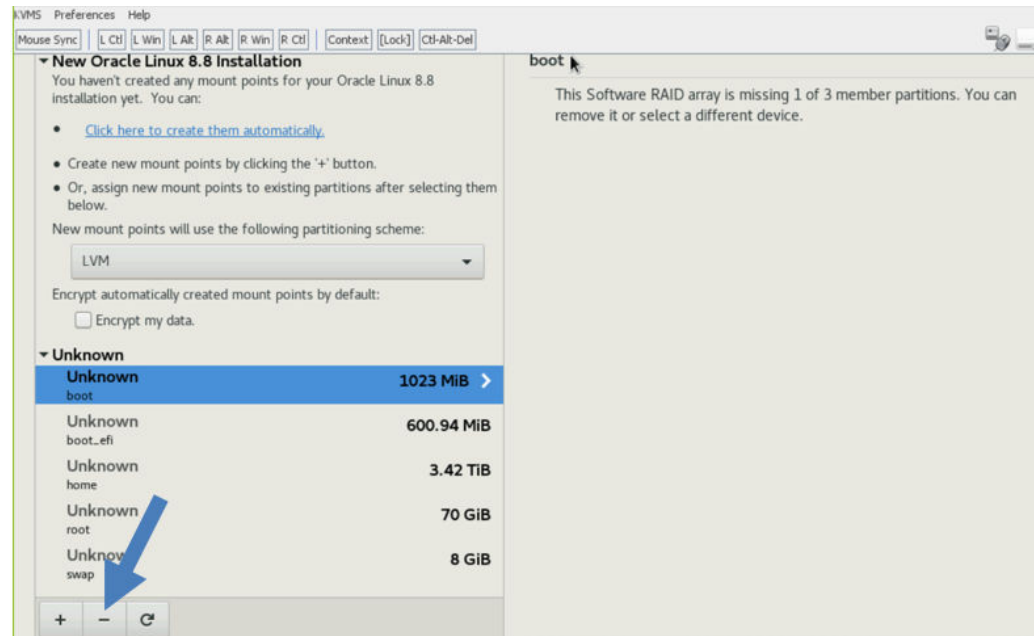 KVMS Preferences Help
Mouse Sync L Ctl L Win L Alt R Alt R Win R Ctl Context [Lock] Ctl-Alt-Del
New Oracle Linux 8.8 Installation
You haven't created any mount points for your Oracle Linux 8.8
installation yet. You can:
Click here to create them automatically.
• Create new mount points by clicking the '+' button.
• Or, assign new mount points to existing partitions after selecting them
below.
New mount points will use the following partitioning scheme:
LVM
Encrypt automatically created mount points by default:
Encrypt my data.
Unknown
Unknown 1023 MiB
boot
Unknown 600.94 MiB
boot_efi
Unknown 3.42 TiB
home
Unknown 70 GiB
root
Unknow 8 GiB
swap
+ −
boot
This Software RAID array is missing 1 of 3 member partitions. You can
remove it or select a different device.